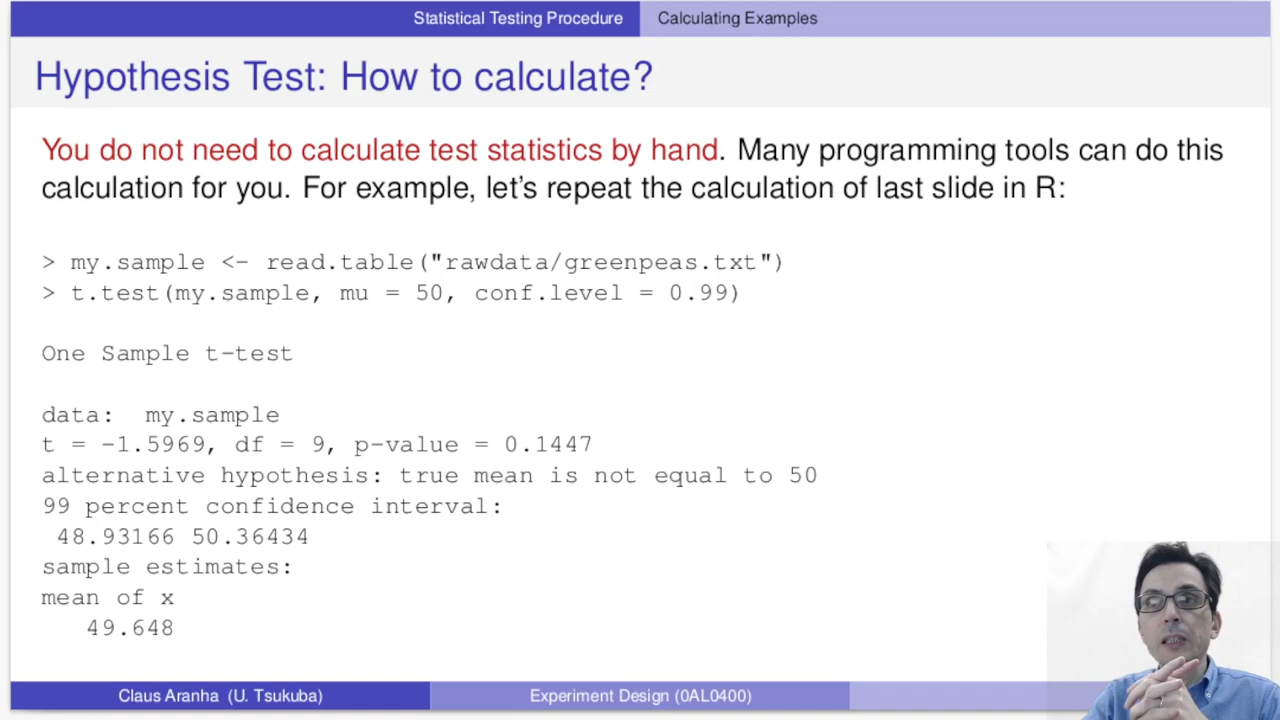 Statistical Testing Procedure
Calculating Examples
Hypothesis Test: How to calculate?
You do not need to calculate test statistics by hand. Many programming tools can do this
calculation for you. For example, let's repeat the calculation of last slide in R:
> my.sample <- read.table("rawdata/greenpeas.txt")
> t.test(my.sample, mu = 50, conf.level = 0.99)
One Sample t-test
data:  my.sample
t = -1.5969, df = 9, p-value = 0.1447
alternative hypothesis: true mean is not equal to 50
99 percent confidence interval:
48.93166 50.36434
sample estimates:
mean of x
49.648
Claus Aranha (U. Tsukuba)
Experiment Design (0AL0400)